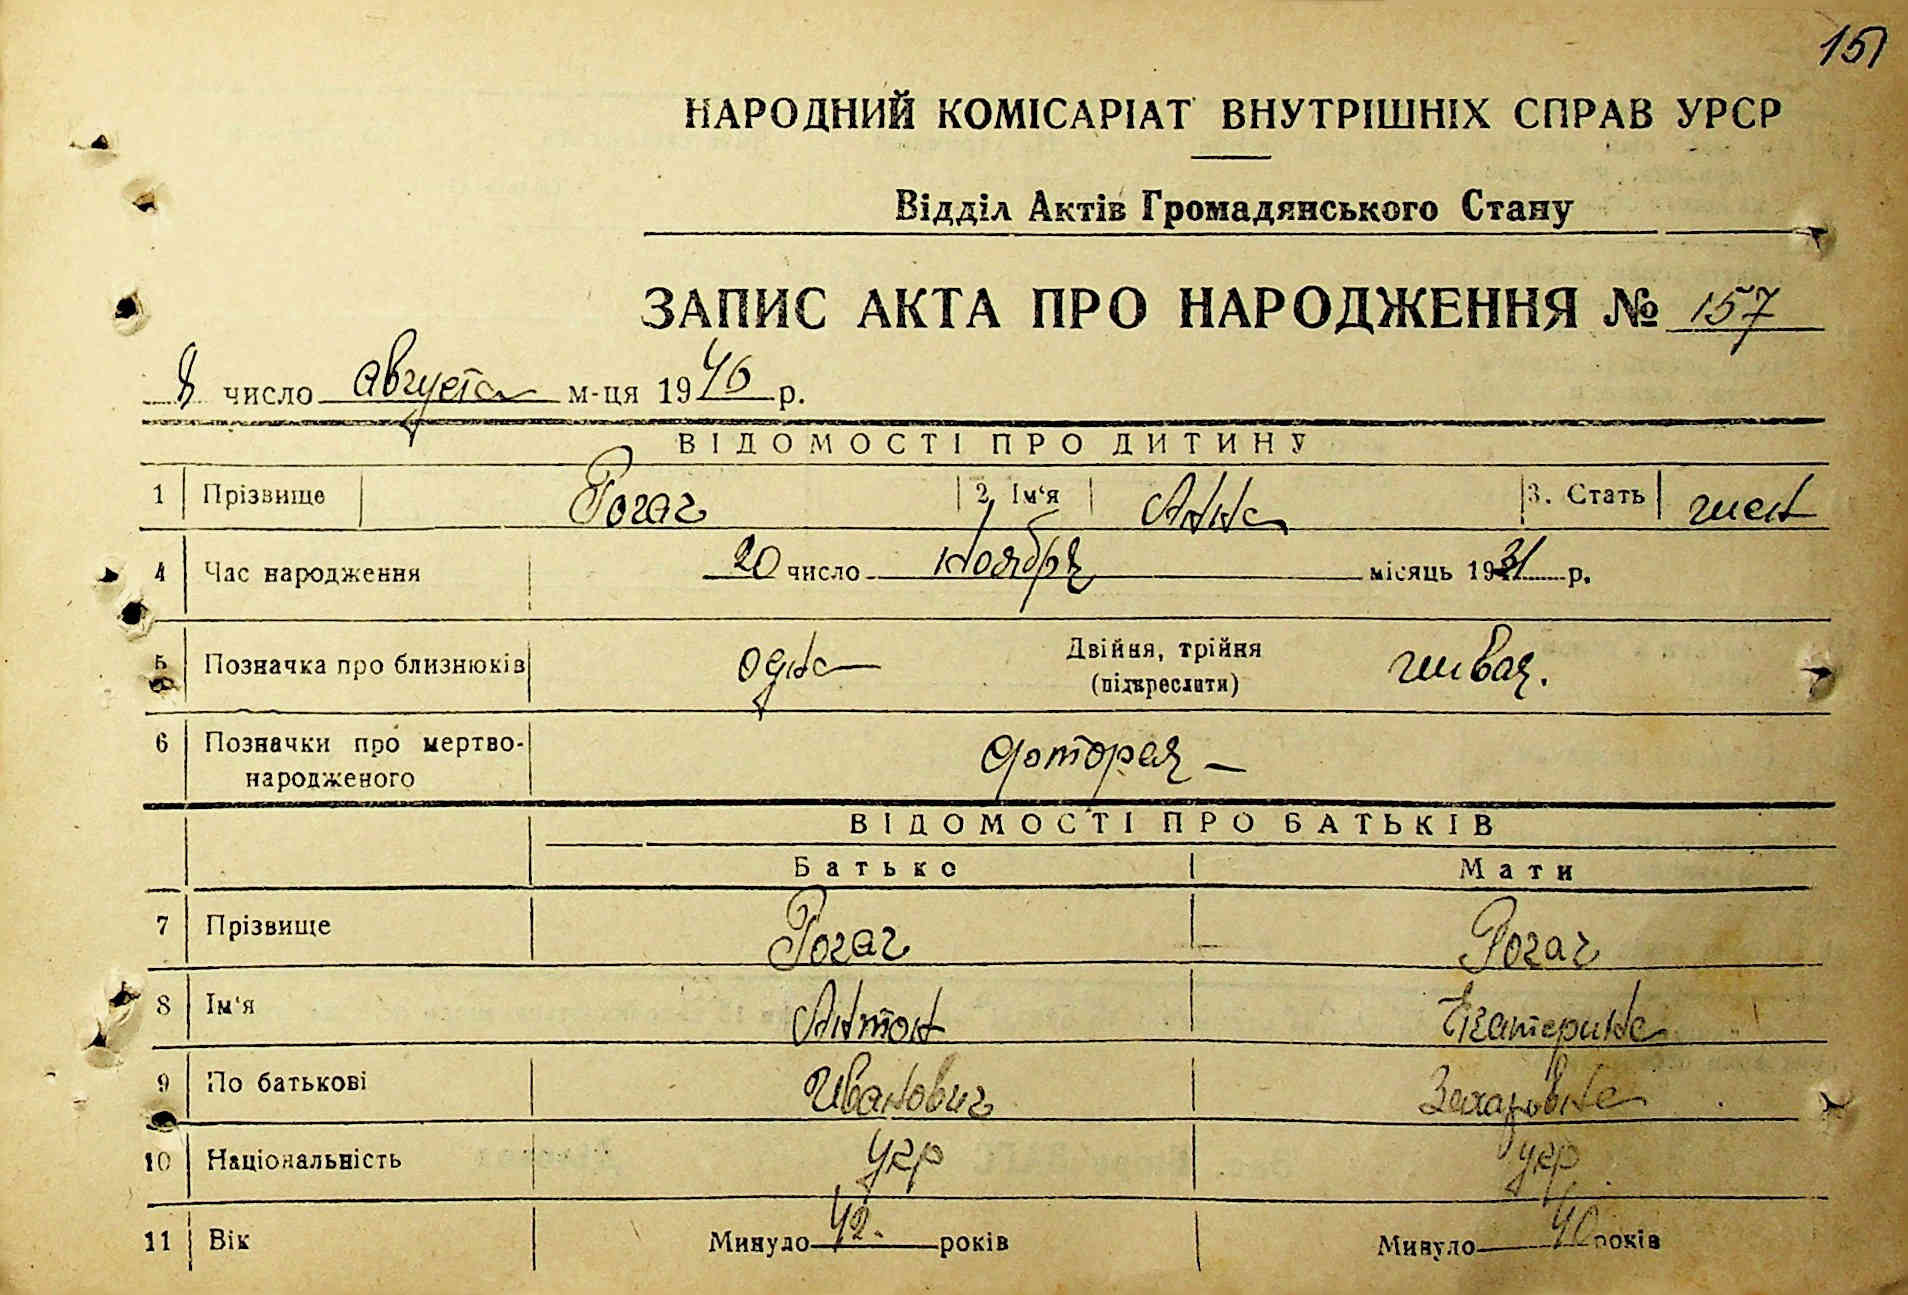 151
НАРОДНИЙ КОМІСАРІАТ ВНУТРІШНІХ СПРАВ УРСР
Відділ Актів Громадянського Стану
ЗАПИС АКТА ПРО НАРОДЖЕННЯ № 157
8 число августа м-ця 1946 р.
ВІДОМОСТІ ПРО ДИТИНУ
1 Прізвище Рогач 2 Ім‘я Анна 3. Стать жен
4 Час народження 20 число ноября місяць 1931 р.
5 Позначка про близнюків одна Двійня, трійня (підкреслити) живая.
6 Позначки про мертво-
народженого
ВІДОМОСТІ ПРО БАТЬКІВ
Батько Мати
7 Прізвище Рогач Рогач
8 Ім‘я Антон Екатерина
9 По батькові Иванович Захаровна
10 Національність укр укр
11 Вік Минуло 42. років Минуло 40 років